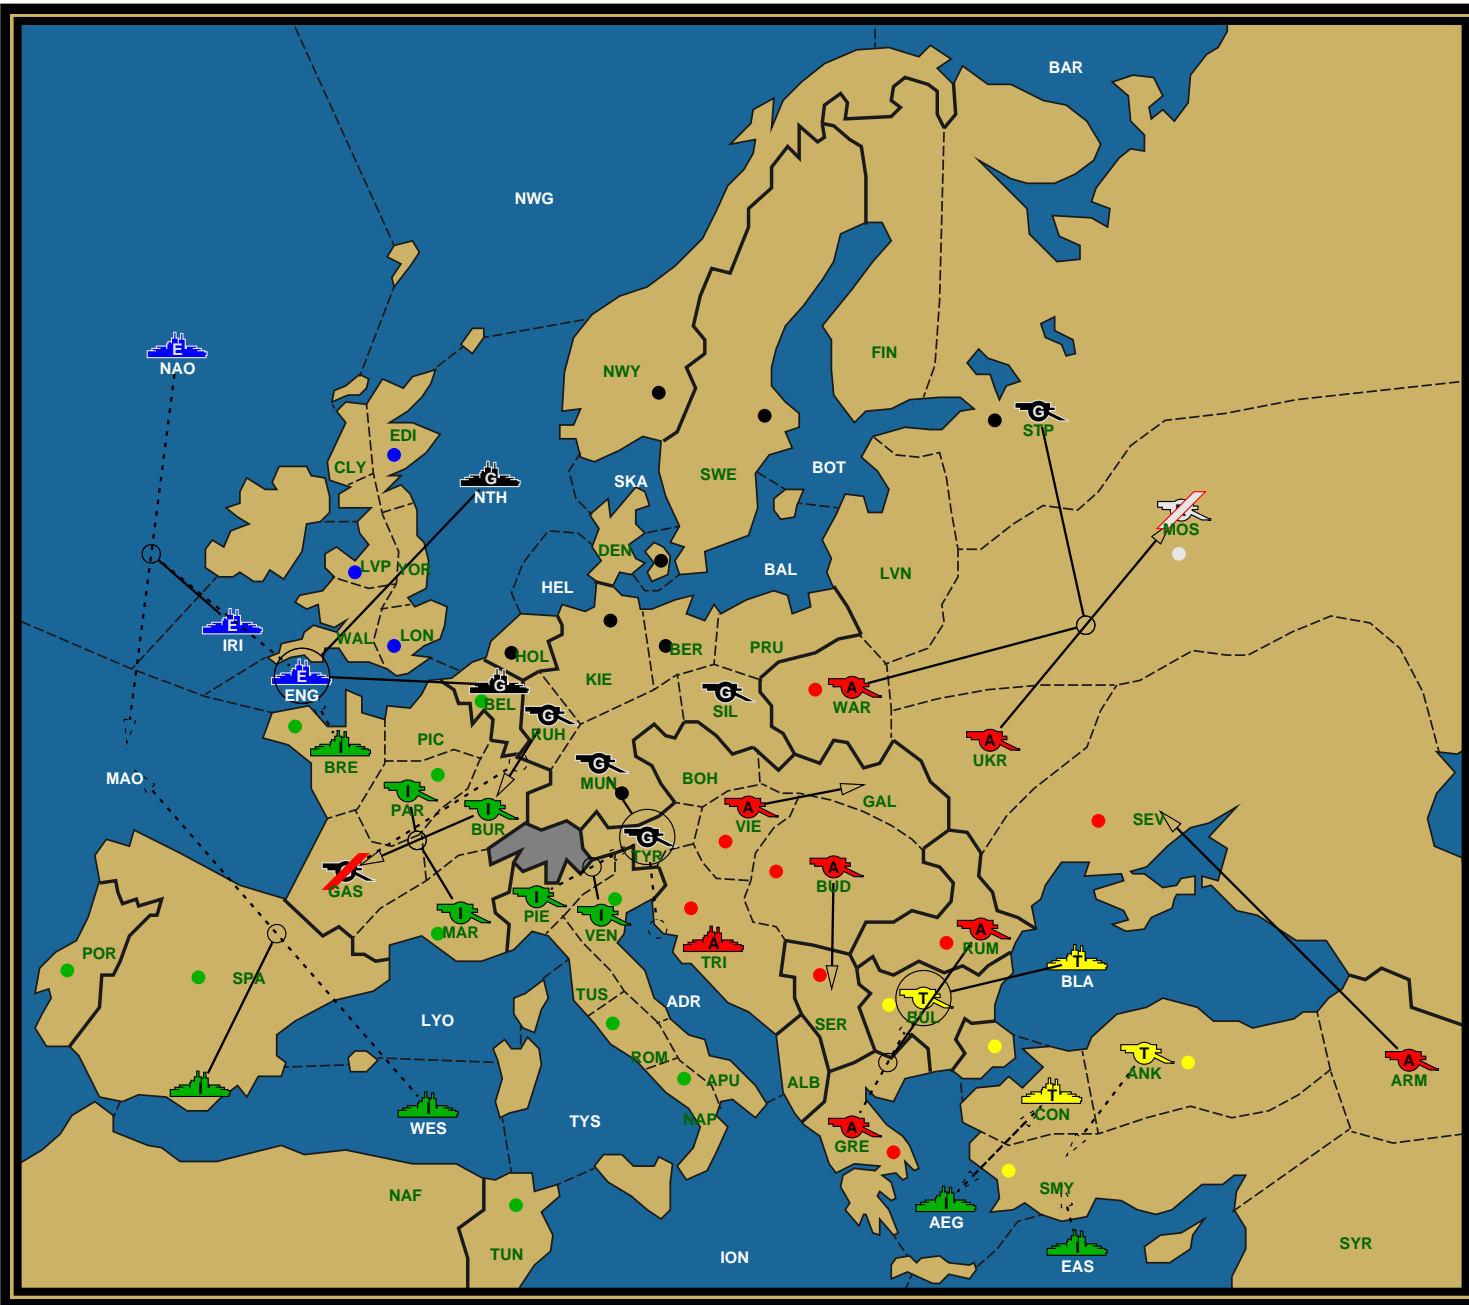 BAR
NWG
E
NAO
FIN
NWY
G
STP
EDI
CLY
SWE
BOT
SKA
G
NTH
MOS
DEN
LVP
YOR
HEL
BAL
LVN
E
IRI
WAL
LON
HOL
BER
PRU
KIE
E
ENG
G
BEL
G
SIL
A
WAR
G
RUH
PIC
I
BRE
A
UKR
MAO
G
MUN
BOH
GAL
I
PAR
I
BUR
A
VIE
SEV
G
TYR
GAS
A
BUD
I
PIE
I
MAR
I
VEN
A
TRI
A
RUM
POR
SPA
T
BLA
TUS
ADR
T
BUL
LYO
SER
ROM
T
ANK
A
ARM
APU
ALB
I
I
WES
TYS
NAP
T
CON
A
GRE
NAF
SMY
I
AEG
TUN
ION
I
EAS
SYR